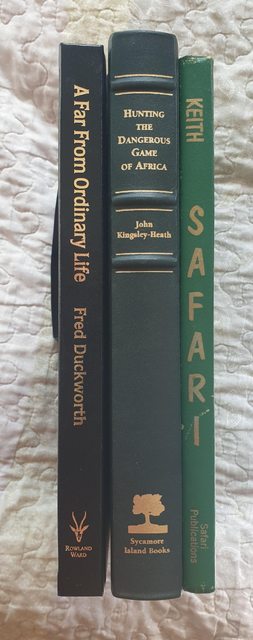 A Far From Ordinary Life
Fred Duckworth
ROWLAND
WARD
HUNTING
THE
DANGEROUS
GAME
OF AFRICA
John
Kingsley-Heath
Sycamore
Island Books
KEITH
SAFARI
Safari
Publications